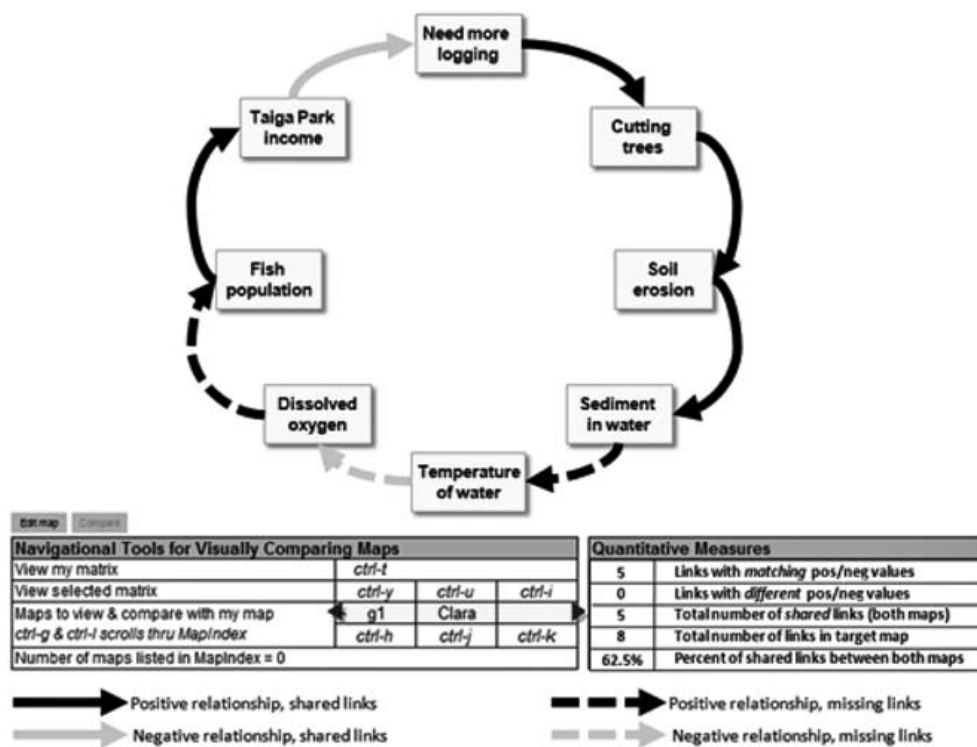 Need more
logging
Taiga Park
income
Cutting
trees
Fish
population
Soil
erosion
Dissolved
oxygen
Sediment
in water
Temperature
of water
Edit map Compare
Navigational Tools for Visually Comparing Maps
View my matrix ctrl-t
View selected matrix ctrl-y ctrl-u ctrl-i
Maps to view & compare with my map g1 Clara
ctrl-g & ctrl-l scrolls thru MapIndex ctrl-h ctrl-j ctrl-k
Number of maps listed in MapIndex = 0
Quantitative Measures
5 Links with matching pos/neg values
0 Links with different pos/neg values
5 Total number of shared links (both maps)
8 Total number of links in target map
62.5% Percent of shared links between both maps
Positive relationship, shared links
Positive relationship, missing links
Negative relationship, shared links
Negative relationship, missing links